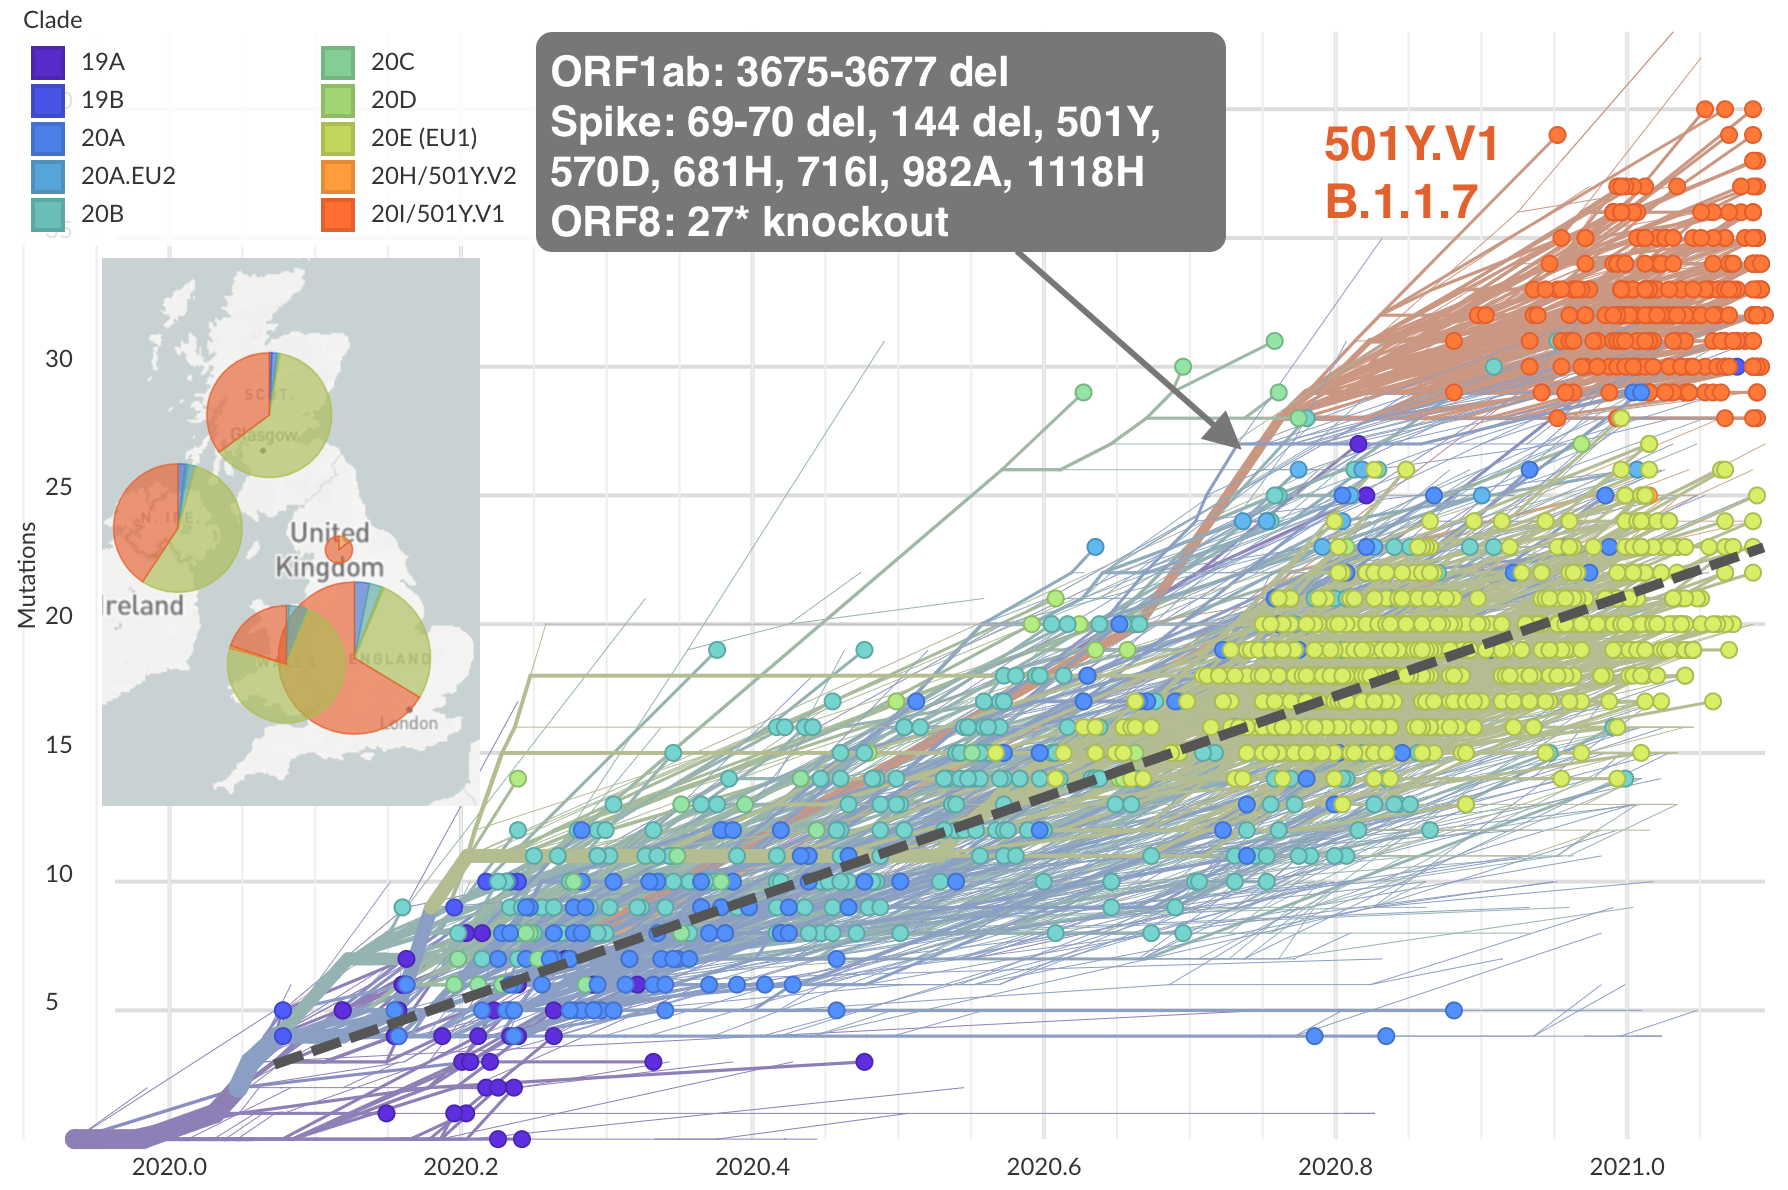 Clade
19A
19B
20A
20A.EU2
20B
20C
20D
20E (EU1)
20H/501Y.V2
20I/501Y.V1
ORF1ab: 3675-3677 del
Spike: 69-70 del, 144 del, 501Y,
570D, 681H, 716I, 982A, 1118H
ORF8: 27* knockout
501Y.V1
B.1.1.7
35
30
25
20
15
10
5
Mutations
SCOT.
Glasgow
N. IRE.
United
Kingdom
Ireland
WALES
ENGLAND
London
2020.0
2020.2
2020.4
2020.6
2020.8
2021.0